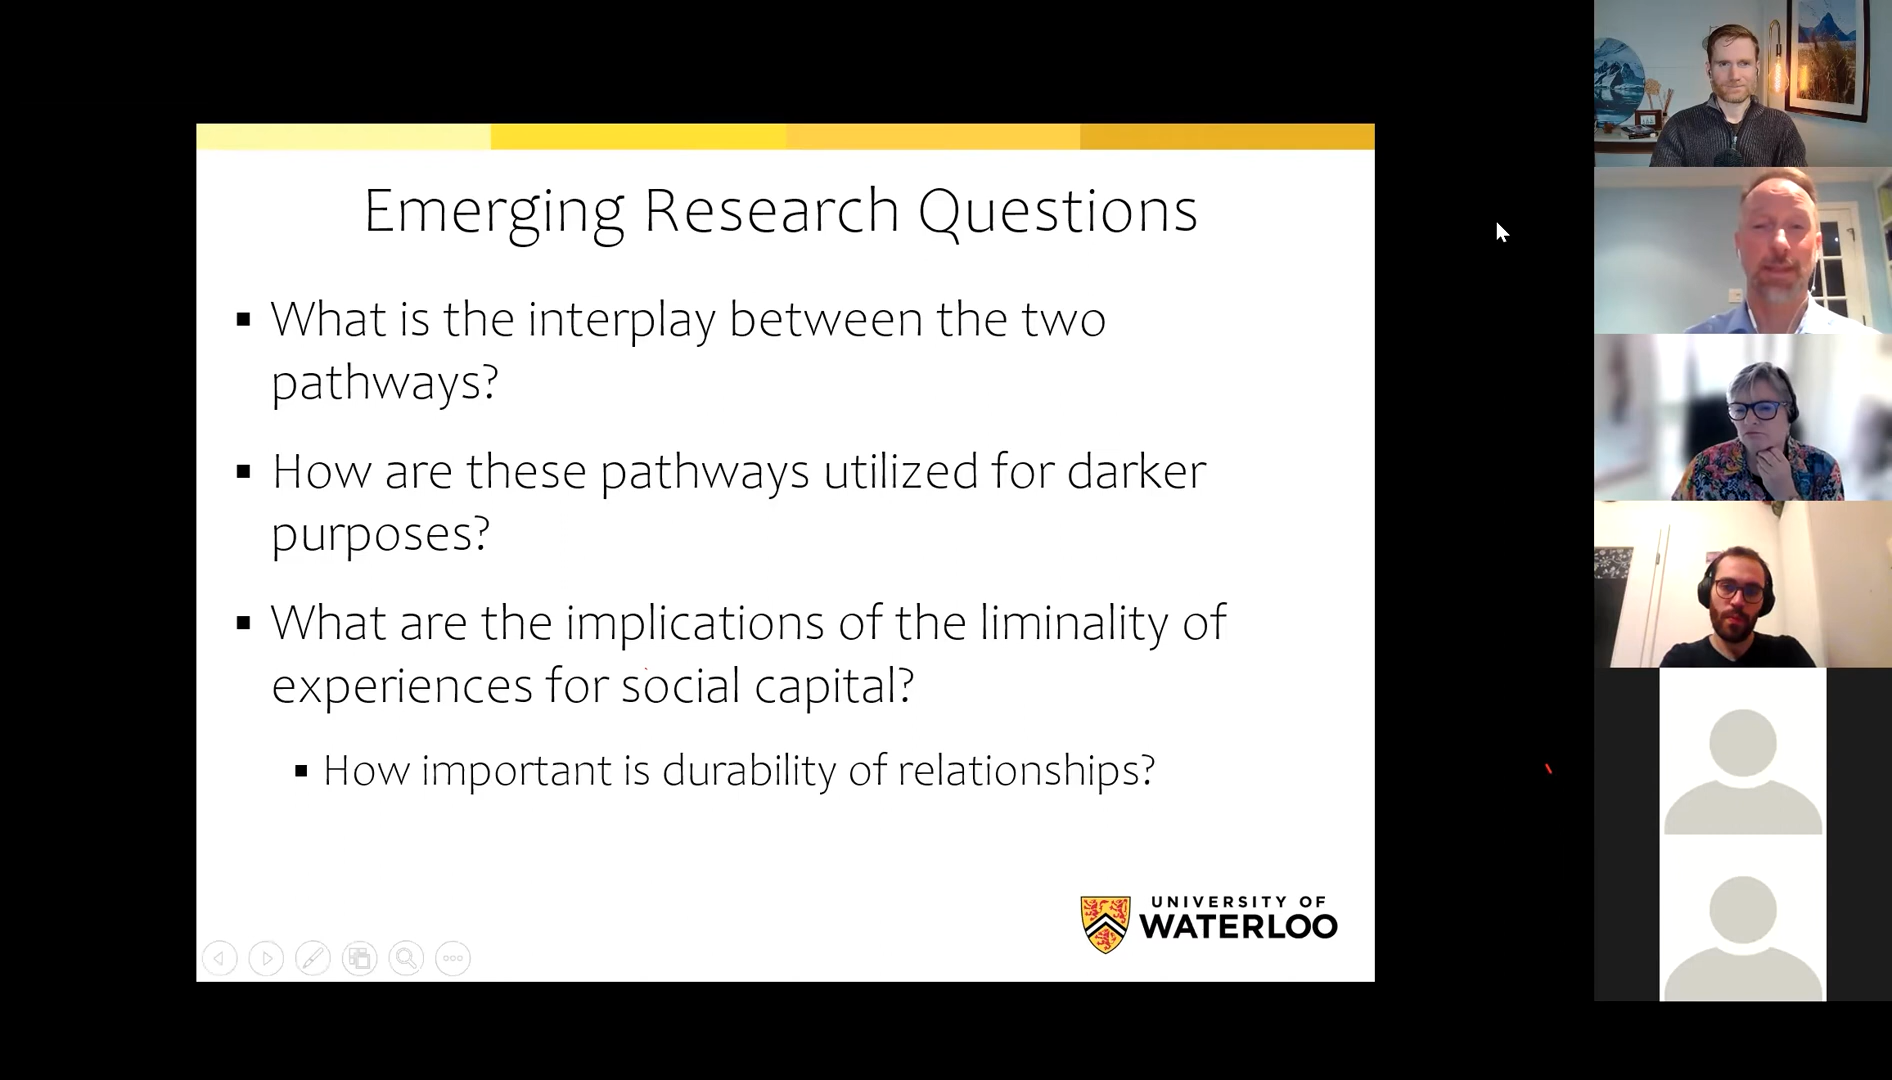 Emerging Research Questions
▪ What is the interplay between the two
pathways?
▪ How are these pathways utilized for darker
purposes?
▪ What are the implications of the liminality of
experiences for social capital?
▪ How important is durability of relationships?
UNIVERSITY OF
WATERLOO